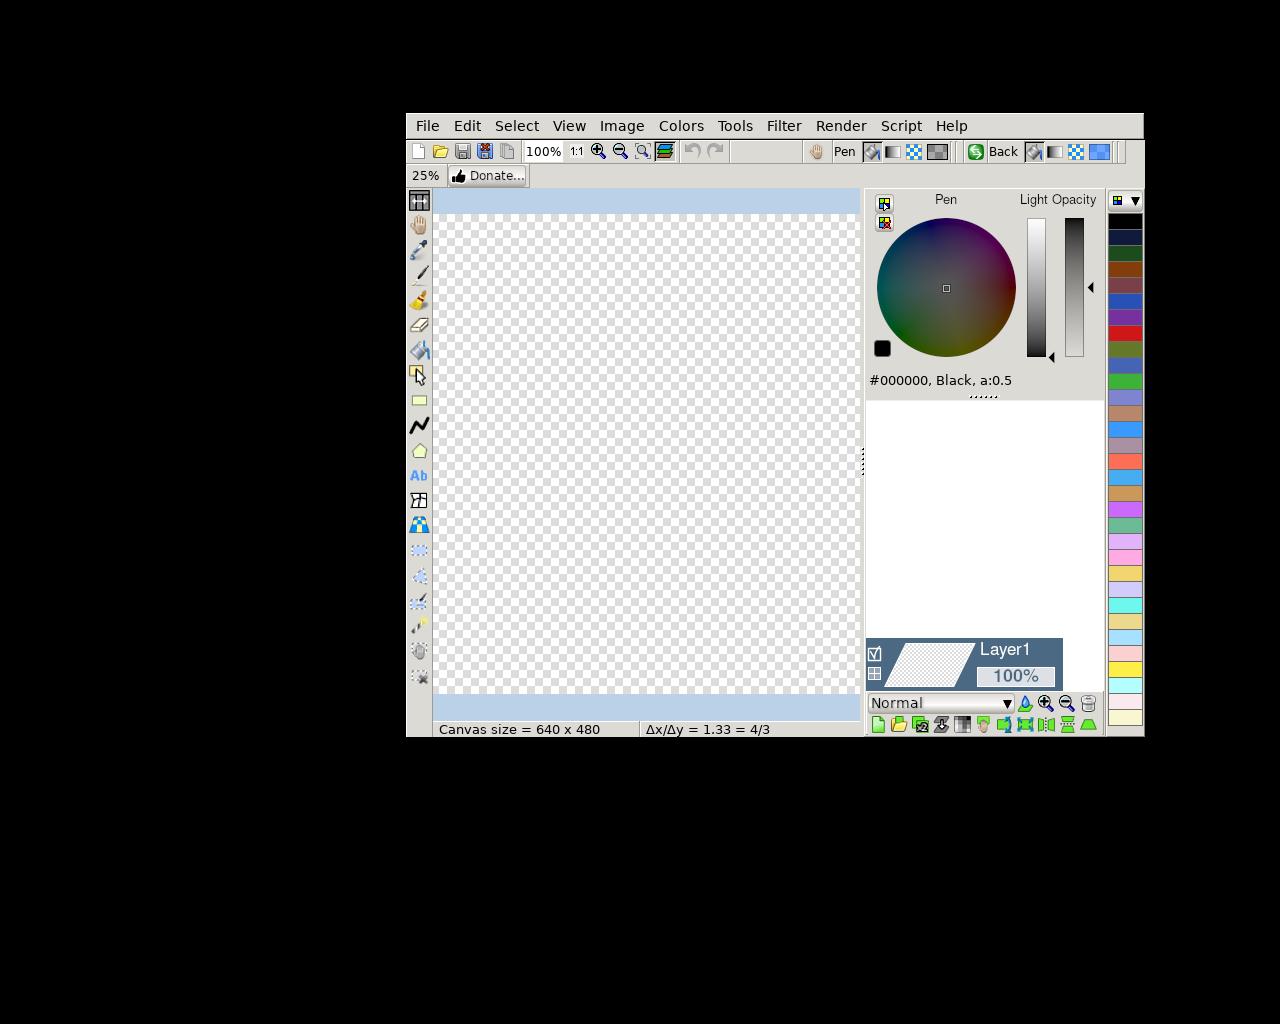 File Edit Select View Image Colors Tools Filter Render Script Help
100% 1:1 Pen Back
25% Donate...
Pen Light Opacity
Ab
#000000, Black, a:0.5
Layer1
100%
Normal
Canvas size = 640 x 480 Δx/Δy = 1.33 = 4/3